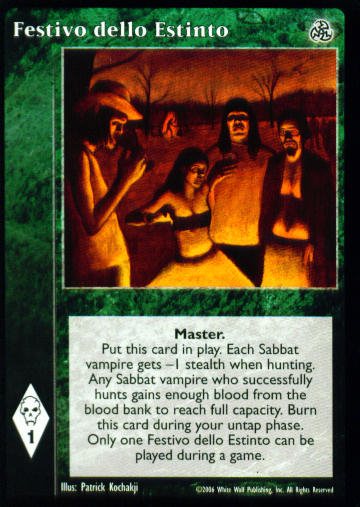 Festivo dello Estinto
Master.
Put this card in play. Each Sabbat
vampire gets –1 stealth when hunting.
Any Sabbat vampire who successfully
hunts gains enough blood from the
blood bank to reach full capacity. Burn
this card during your untap phase.
Only one Festivo dello Estinto can be
played during a game.
1
Illus: Patrick Kochakji
©2006 White Wolf Publishing, Inc. All Rights Reserved